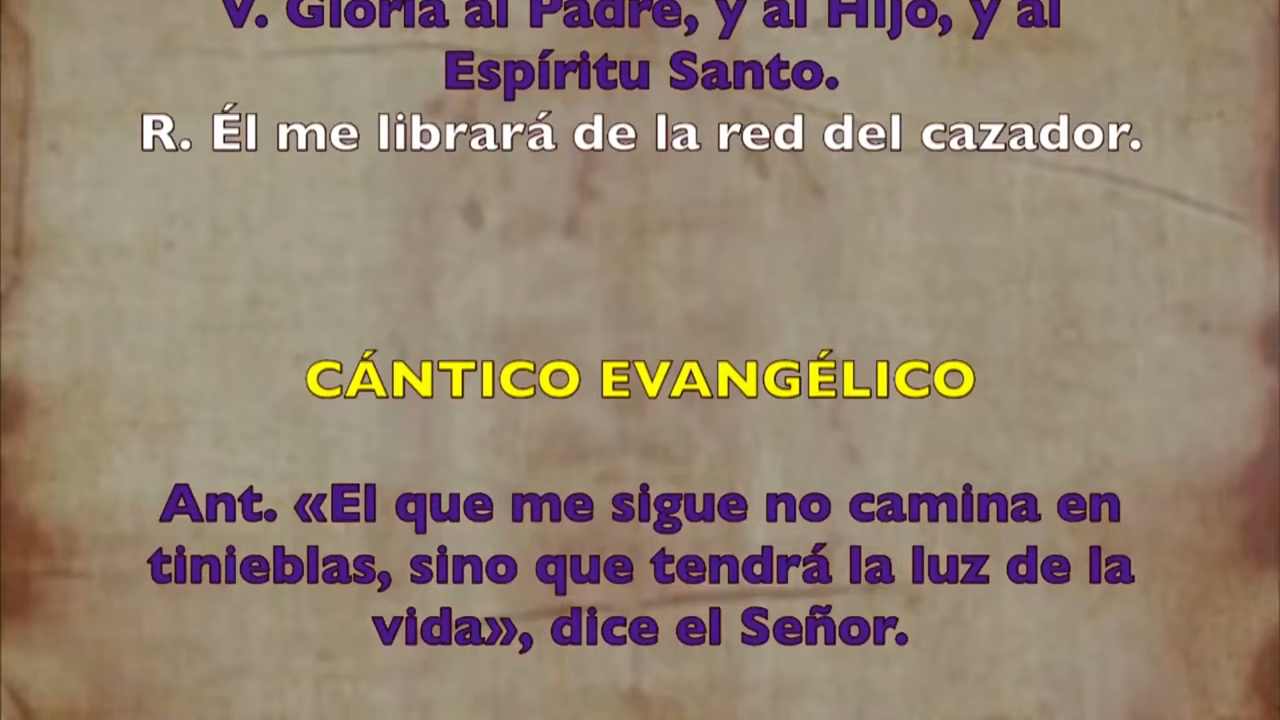 V. Gloria al Padre, y al Hijo, y al
Espíritu Santo.
R. Él me librará de la red del cazador.
CÁNTICO EVANGÉLICO
Ant. «El que me sigue no camina en
tinieblas, sino que tendrá la luz de la
vida», dice el Señor.